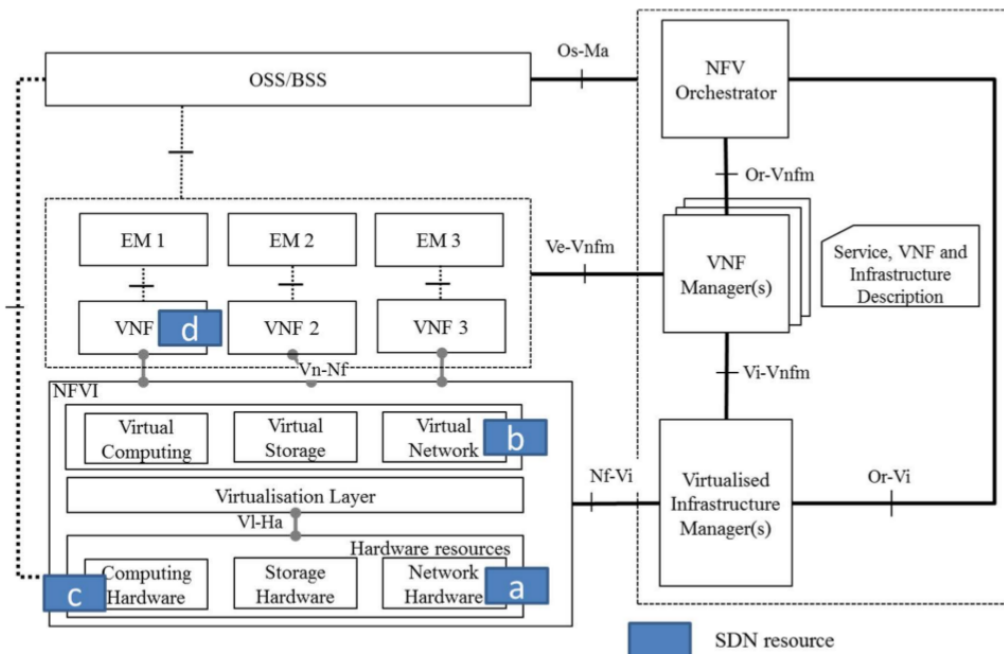 Os-Ma
OSS/BSS
NFV
Orchestrator
Or-Vnfm
EM 1
EM 2
EM 3
Ve-Vnfm
VNF
Manager(s)
Service, VNF and
Infrastructure
Description
VNF
d
VNF 2
VNF 3
Vn-Nf
Vi-Vnfm
NFVI
Virtual
Computing
Virtual
Storage
Virtual
Network
b
Virtualisation Layer
Nf-Vi
Virtualised
Infrastructure
Manager(s)
Or-Vi
Vl-Ha
Hardware resources
c
Computing
Hardware
Storage
Hardware
Network
Hardware
a
SDN resource